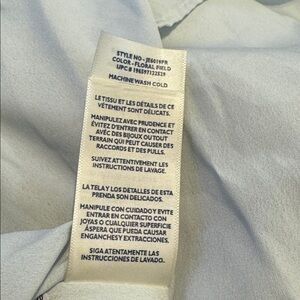 STYLE NO - JE6019FR
COLOR - FLORAL FIELD
UPC# 196597122529
MACHINE WASH COLD
LE TISSU ET LES DÉTAILS DE CE
VÊTEMENT SONT DÉLICATS.
MANIPULEZ AVEC PRUDENCE ET
ÉVITEZ D'ENTRER EN CONTACT
AVEC DES BIJOUX OU TOUT
TERRAIN QUI PEUT CAUSER DES
RACCORDS ET DES PULLS.
SUIVEZ ATTENTIVEMENT LES
INSTRUCTIONS DE LAVAGE.
LA TELA Y LOS DETALLES DE ESTA
PRENDA SON DELICADOS.
MANIPULE CON CUIDADO Y EVITE
ENTRAR EN CONTACTO CON
JOYAS O CUALQUIER SUPERFICIE
ÁSPERA QUE PUEDA CAUSAR
ENGANCHES Y EXTRACCIONES.
SIGA ATENTAMENTE LAS
INSTRUCCIONES DE LAVADO.